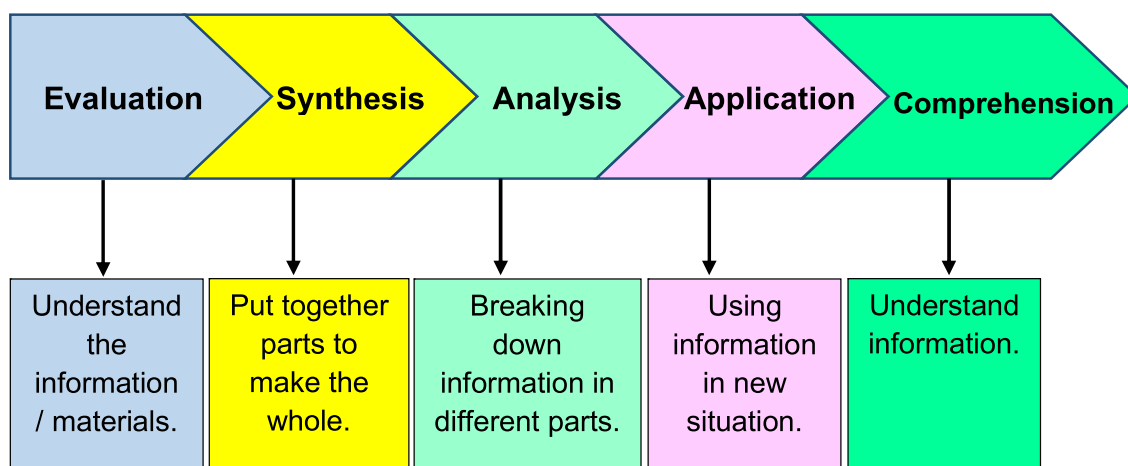 Evaluation
Synthesis
Analysis
Application
Comprehension
Understand
the
information
/ materials.
Put together
parts to
make the
whole.
Breaking
down
information in
different parts.
Using
information
in new
situation.
Understand
information.